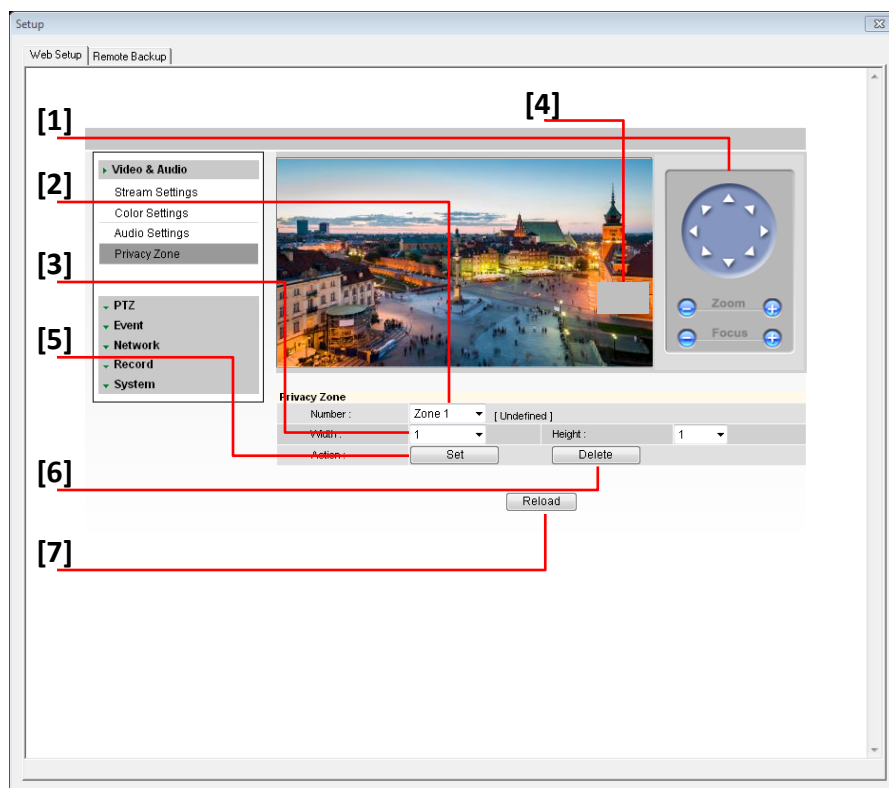 Setup
Web Setup Remote Backup
[4]
[1]
Video & Audio
[2]
Stream Settings
Color Settings
Audio Settings
Privacy Zone
[3]
PTZ
Zoom
Event
[5]
Network
Focus
Record
System
Privacy Zone
Number : Zone 1 [ Undefined ]
Width : 1 Height : 1
Action : Set Delete
[6]
Reload
[7]